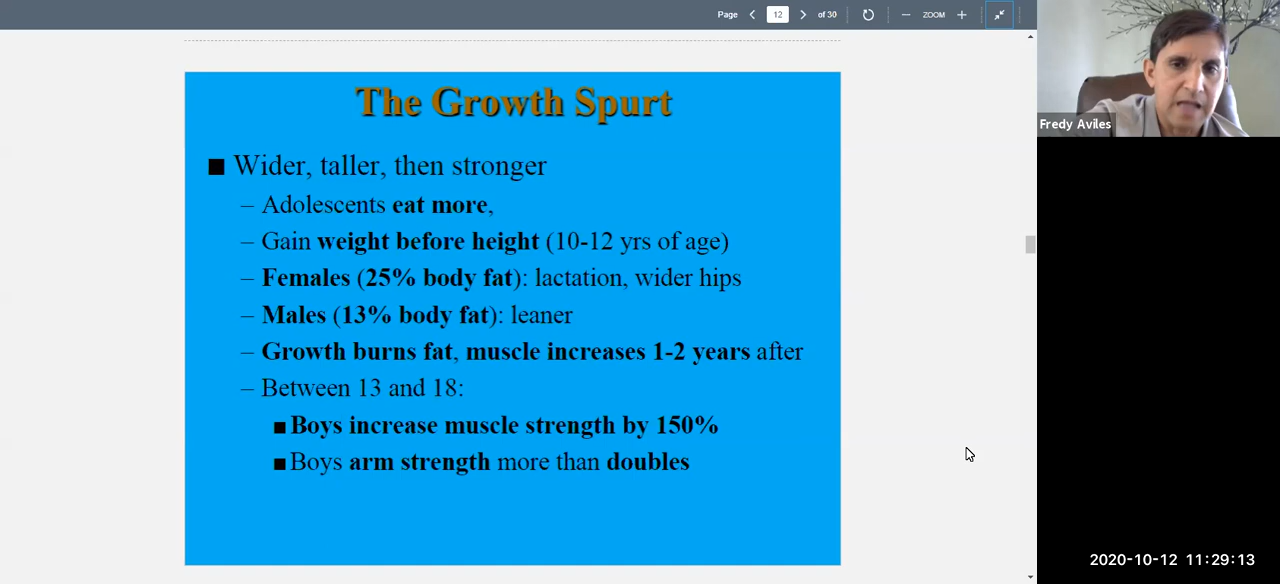 Page 12 of 30 ZOOM
The Growth Spurt
■ Wider, taller, then stronger
– Adolescents eat more,
– Gain weight before height (10-12 yrs of age)
– Females (25% body fat): lactation, wider hips
– Males (13% body fat): leaner
– Growth burns fat, muscle increases 1-2 years after
– Between 13 and 18:
■ Boys increase muscle strength by 150%
■ Boys arm strength more than doubles
Fredy Aviles
2020-10-12 11:29:13